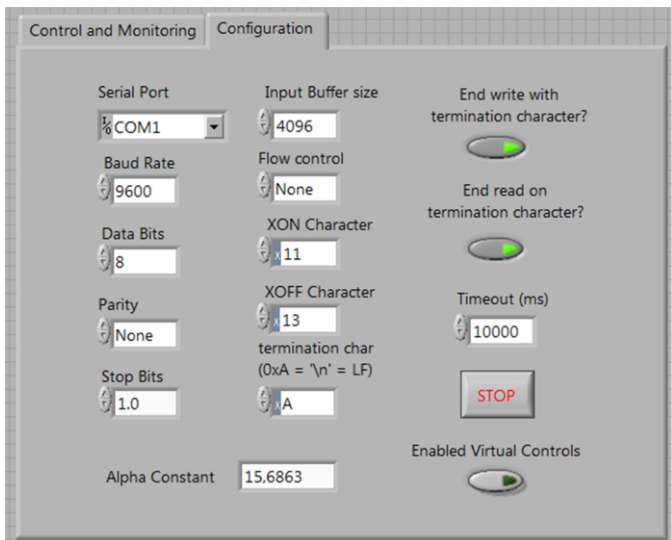 Control and Monitoring
Configuration
Serial Port
COM1
Baud Rate
9600
Data Bits
8
Parity
None
Stop Bits
1.0
Input Buffer size
4096
Flow control
None
XON Character
x 11
XOFF Character
x 13
termination char
(0xA = '\n' = LF)
x A
End write with
termination character?
End read on
termination character?
Timeout (ms)
10000
STOP
Enabled Virtual Controls
Alpha Constant
15,6863